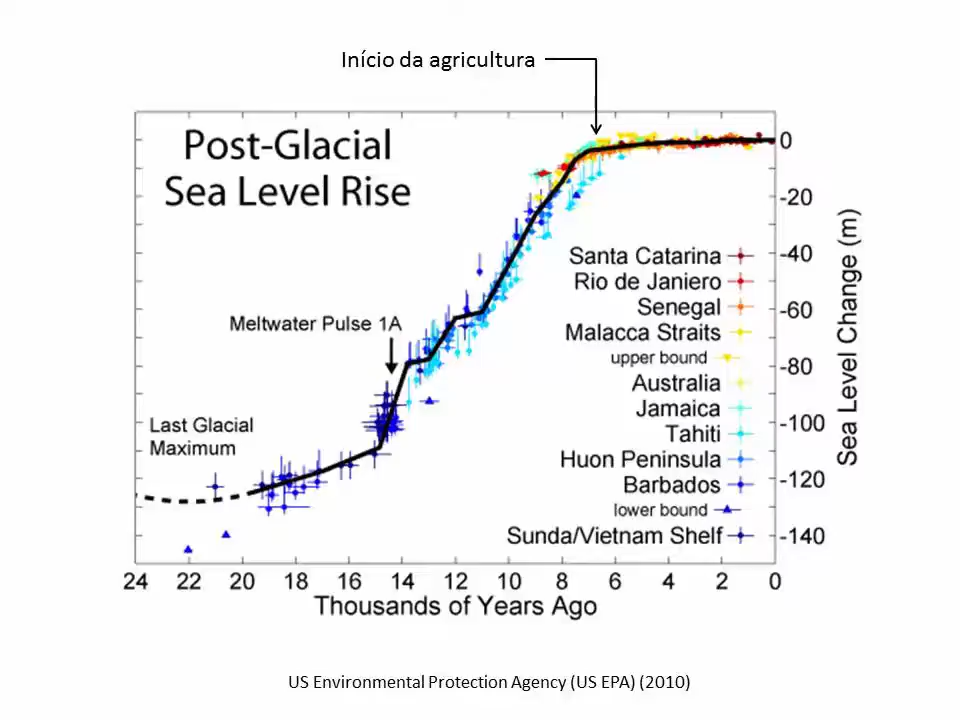 Início da agricultura
Post-Glacial
Sea Level Rise
Meltwater Pulse 1A
Last Glacial
Maximum
Santa Catarina
Rio de Janiero
Senegal
Malacca Straits
upper bound
Australia
Jamaica
Tahiti
Huon Peninsula
Barbados
lower bound
Sunda/Vietnam Shelf
0
-20
-40
-60
-80
-100
-120
-140
Sea Level Change (m)
24 22 20 18 16 14 12 10 8 6 4 2 0
Thousands of Years Ago
US Environmental Protection Agency (US EPA) (2010)